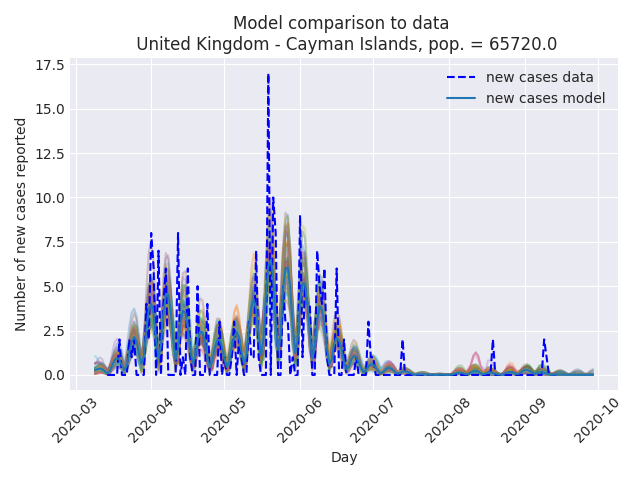 Model comparison to data
United Kingdom - Cayman Islands, pop. = 65720.0
new cases data
new cases model
Number of new cases reported
17.5
15.0
12.5
10.0
7.5
5.0
2.5
0.0
2020-03
2020-04
2020-05
2020-06
2020-07
2020-08
2020-09
2020-10
Day